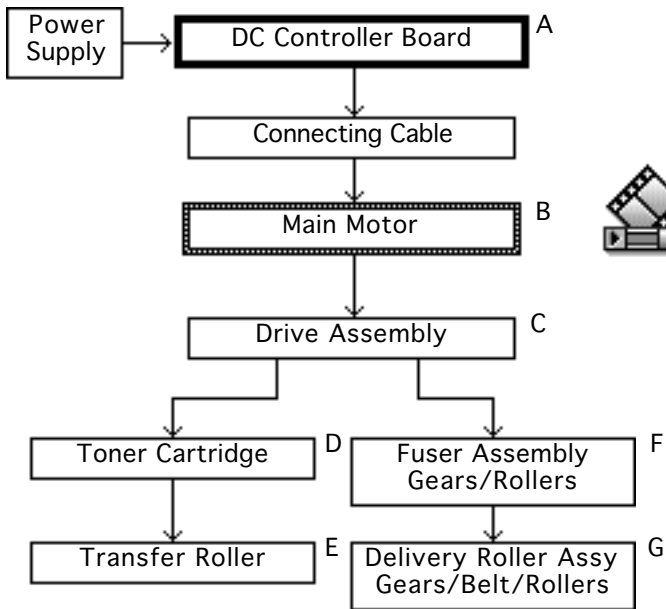 Power
Supply
DC Controller Board
A
Connecting Cable
Main Motor
B
Drive Assembly
C
Toner Cartridge
D
Fuser Assembly
Gears/Rollers
F
Transfer Roller
E
Delivery Roller Assy
Gears/Belt/Rollers
G